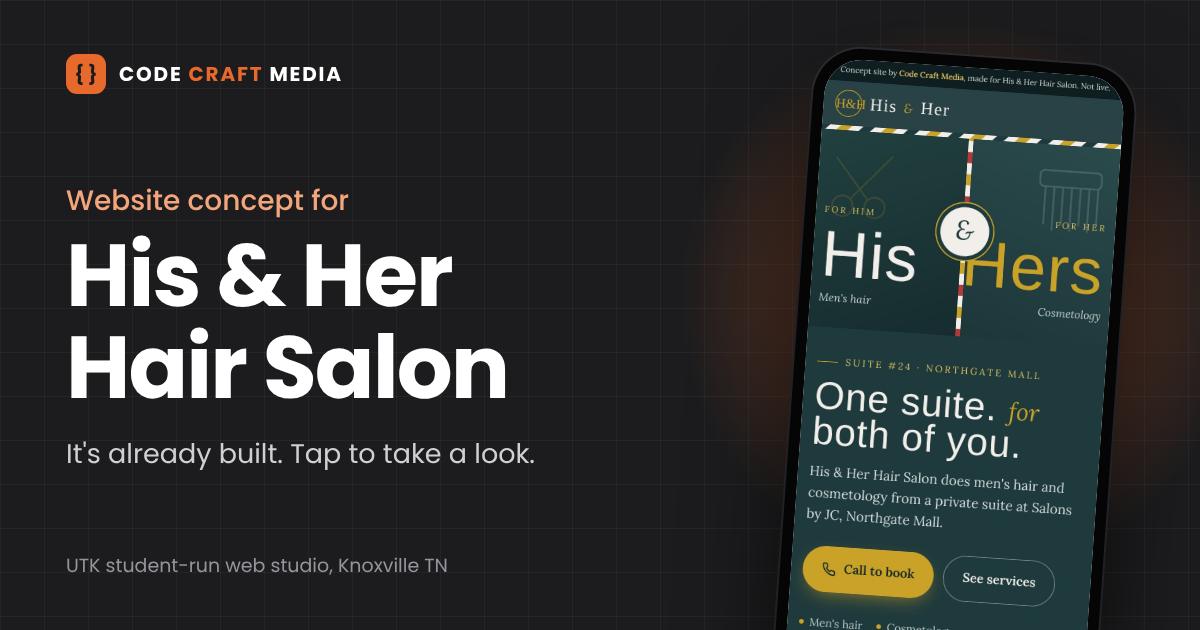 { } CODE CRAFT MEDIA
Website concept for
His & Her
Hair Salon
It's already built. Tap to take a look.
UTK student-run web studio, Knoxville TN
Concept site by Code Craft Media, made for His & Her Hair Salon. Not live.
H&H His & Her
FOR HIM
His
Men's hair
&
FOR HER
Hers
Cosmetology
SUITE #24 · NORTHGATE MALL
One suite. for
both of you.
His & Her Hair Salon does men's hair and
cosmetology from a private suite at Salons
by JC, Northgate Mall.
Call to book
See services
• Men's hair • Cosmetology